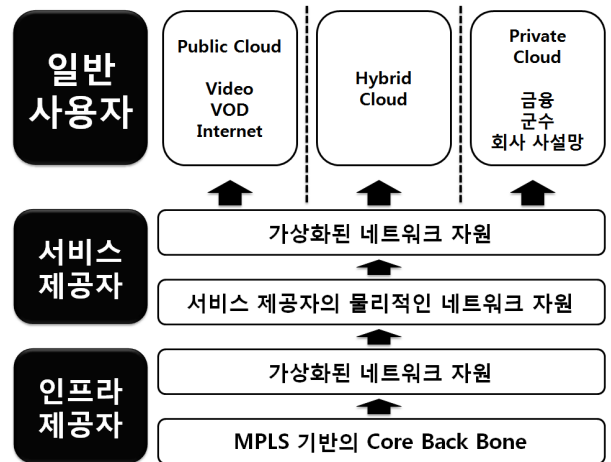 일반
사용자
Public Cloud
Video
VOD
Internet
Hybrid
Cloud
Private
Cloud
금융
군수
회사 사설망
서비스
제공자
가상화된 네트워크 자원
서비스 제공자의 물리적인 네트워크 자원
인프라
제공자
가상화된 네트워크 자원
MPLS 기반의 Core Back Bone